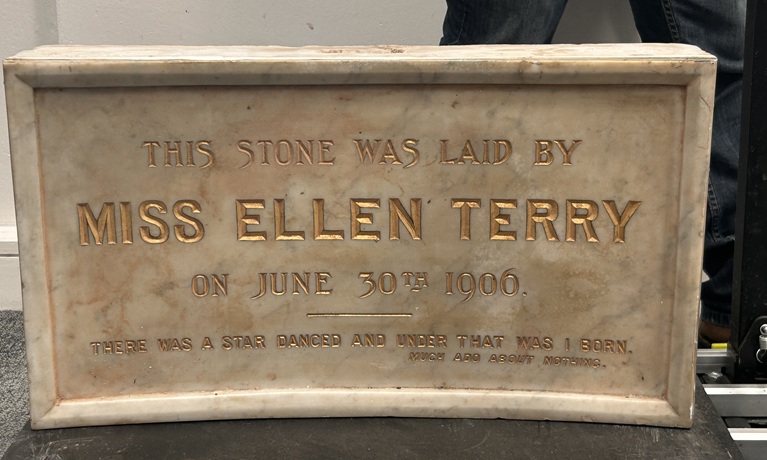 THIS STONE WAS LAID BY
MISS ELLEN TERRY
ON JUNE 30TH 1906.
THERE WAS A STAR DANCED AND UNDER THAT WAS I BORN.
MUCH ADO ABOUT NOTHING.